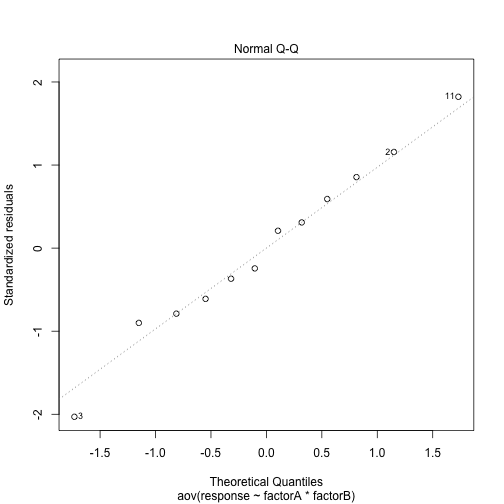 Normal Q-Q
2
1
0
-1
-2
Standardized residuals
11
2
3
-1.5 -1.0 -0.5 0.0 0.5 1.0 1.5
Theoretical Quantiles
aov(response ~ factorA * factorB)